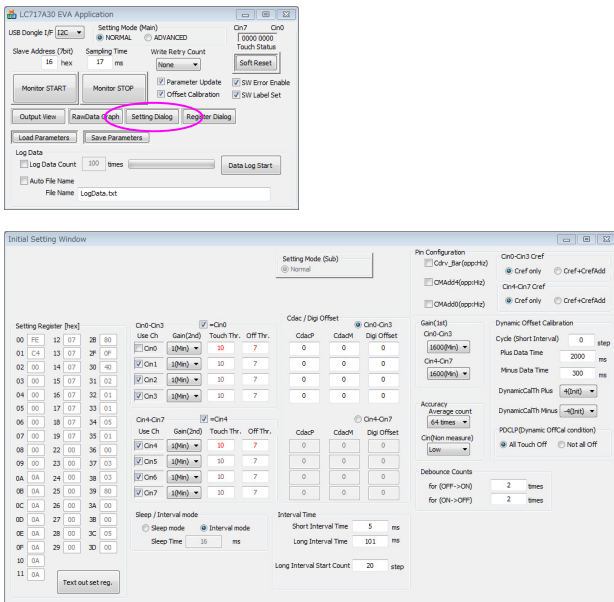 LC717A30 EVA Application
USB Dongle I/F I2C
Setting Mode (Main)
NORMAL ADVANCED
Cin7 Cin0
0000 0000
Touch Status
Slave Address (7bit) Sampling Time Write Retry Count
16 hex 17 ms None Soft Reset
Monitor START Monitor STOP
Parameter Update SW Error Enable
Offset Calibration SW Label Set
Output View RawData Graph Setting Dialog Register Dialog
Load Parameters Save Parameters
Log Data
Log Data Count 100 times Data Log Start
Auto File Name
File Name LogData.txt
Initial Setting Window
Setting Mode (Sub)
Normal
Pin Configuration
Cdrv_Bar(opp:Hiz)
CMAdd4(opp:Hiz)
CMAdd0(opp:Hiz)
Cin0-Cin3 Cref
Cref only Cref+CrefAdd
Cin4-Cin7 Cref
Cref only Cref+CrefAdd
Setting Register [hex]
00 FE 12 07 2B 80
01 C4 13 07 2F 0F
02 00 14 07 30 40
03 00 15 07 31 02
04 00 16 07 32 01
05 00 17 07 33 01
06 00 18 07 34 05
07 00 19 07 35 01
08 00 22 00 36 00
09 00 23 00 37 03
0A 0A 24 00 38 03
0B 0A 25 00 39 80
0C 0A 26 00 3A 00
0D 0A 27 00 3B 00
0E 0A 28 00 3C 05
0F 0A 29 00 3D 00
10 0A
11 0A
Text out set reg.
Cin0-Cin3 =Cin0
Use Ch Gain(2nd) Touch Thr. Off Thr.
Cin0 1(Min) 10 7
Cin1 1(Min) 10 7
Cin2 1(Min) 10 7
Cin3 1(Min) 10 7
Cin4-Cin7 =Cin4
Use Ch Gain(2nd) Touch Thr. Off Thr.
Cin4 1(Min) 10 7
Cin5 1(Min) 10 7
Cin6 1(Min) 10 7
Cin7 1(Min) 10 7
Sleep / Interval mode
Sleep mode Interval mode
Sleep Time 16 ms
Cdac / Digi Offset
Cin0-Cin3
CdacP CdacM Digi Offset
0 0 0
0 0 0
0 0 0
0 0 0
Cin4-Cin7
CdacP CdacM Digi Offset
0 0 0
0 0 0
0 0 0
0 0 0
Interval Time
Short Interval Time 5 ms
Long Interval Time 101 ms
Long Interval Start Count 20 step
Gain(1st)
Cin0-Cin3
1600(Min)
Cin4-Cin7
1600(Min)
Accuracy
Average count
64 times
Cin(Non measure)
Low
Dynamic Offset Calibration
Cycle (Short Interval) 0 step
Plus Data Time 2000 ms
Minus Data Time 300 ms
DynamicCalTh Plus 4(Init)
DynamicCalTh Minus -4(Init)
PDCLP(Dynamic OffCal condition)
All Touch Off Not all Off
Debounce Counts
for (OFF->ON) 2 times
for (ON->OFF) 2 times